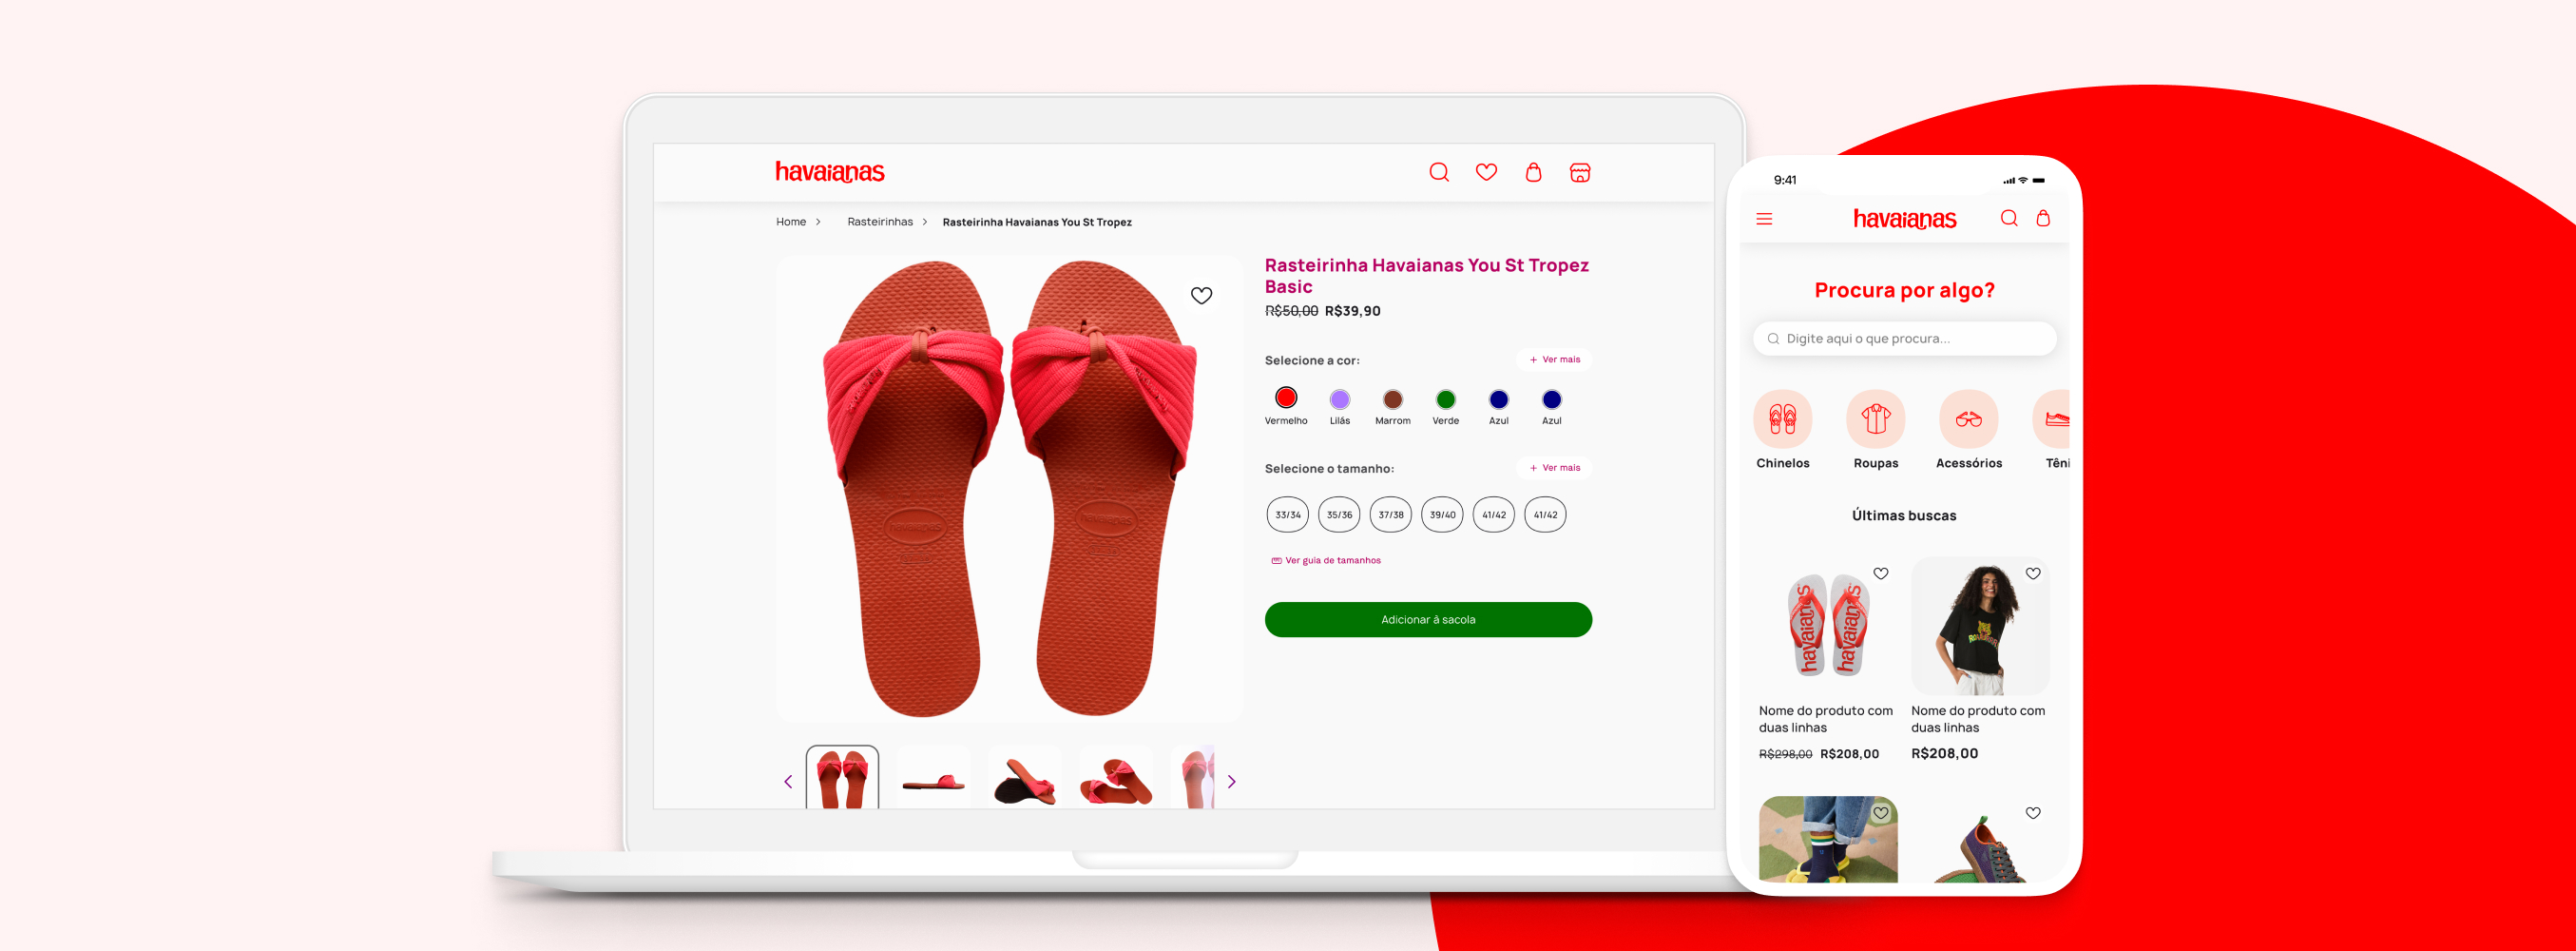 havaianas
Home > Rasteirinhas > Rasteirinha Havaianas You St Tropez
Rasteirinha Havaianas You St Tropez
Basic
R$50,00 R$39,90
Selecione a cor: + Ver mais
Vermelho Lilás Marrom Verde Azul Azul
Selecione o tamanho: + Ver mais
33/34 35/36 37/38 39/40 41/42 41/42
Ver guia de tamanhos
Adicionar à sacola
9:41
havaianas
Procura por algo?
Digite aqui o que procura...
Chinelos Roupas Acessórios Têni
Últimas buscas
havaianas havaianas
Nome do produto com
duas linhas
R$298,00 R$208,00
Nome do produto com
duas linhas
R$208,00